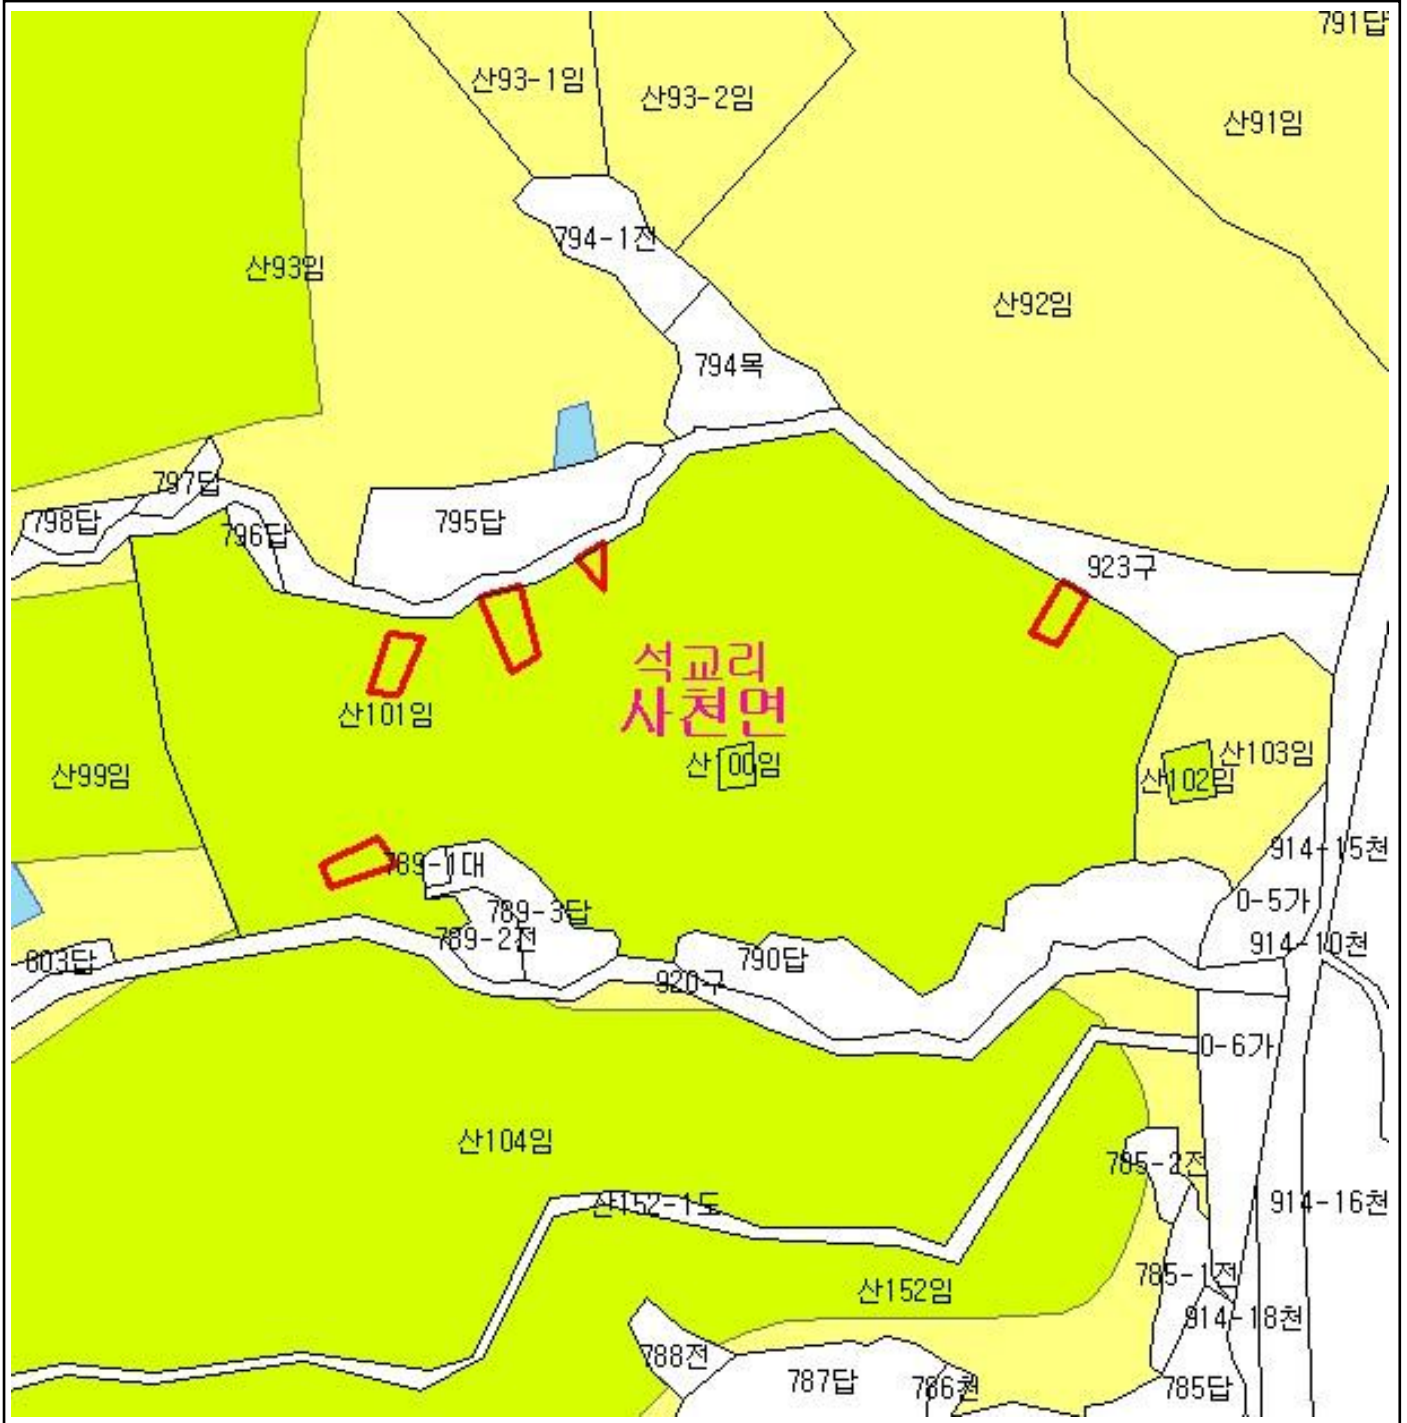 791답
산93-1임
산93-2임
산91임
794-1전
산93임
산92임
794목
797답
798답
796답
795답
923구
석교리
사천면
산101임
산100임
산99임
산103임
산102임
789-1대
914-15천
789-3답
0-5가
789-2전
914-10천
803답
790답
920구
0-6가
산104임
785-2전
산152-1도
914-16천
785-1전
산152임
914-18천
788전
787답
786천
785답